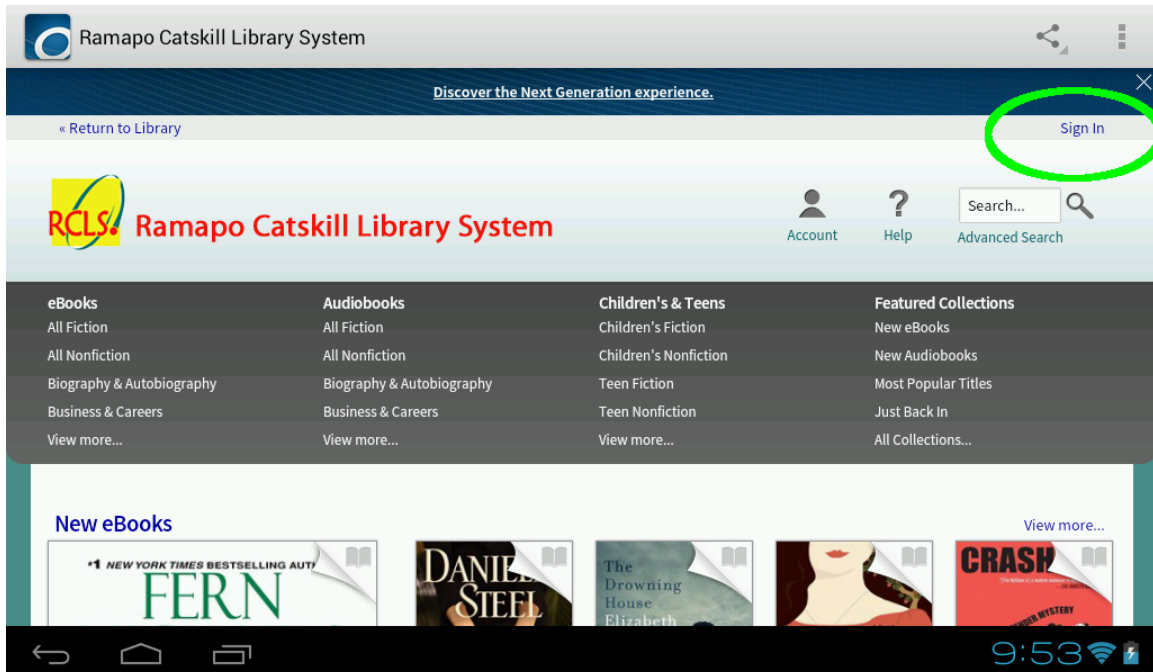 Ramapo Catskill Library System
Discover the Next Generation experience.
« Return to Library
Sign In
RCLS!
Ramapo Catskill Library System
Account
Help
Search...
Advanced Search
eBooks
All Fiction
All Nonfiction
Biography & Autobiography
Business & Careers
View more...
Audiobooks
All Fiction
All Nonfiction
Biography & Autobiography
Business & Careers
View more...
Children's & Teens
Children's Fiction
Children's Nonfiction
Teen Fiction
Teen Nonfiction
View more...
Featured Collections
New eBooks
New Audiobooks
Most Popular Titles
Just Back In
All Collections...
New eBooks
View more...
#1 NEW YORK TIMES BESTSELLING
FERN
STEEL
The
Drowning
House
Elizabeth
CRASH
MYSTERY
9:53